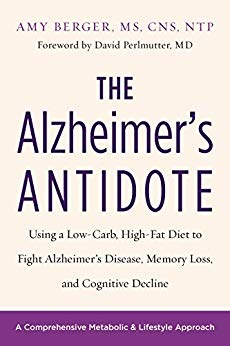 AMY BERGER, MS, CNS, NTP
Foreword by David Perlmutter, MD
THE
Alzheimer's
ANTIDOTE
Using a Low-Carb, High-Fat Diet to
Fight Alzheimer's Disease, Memory Loss,
and Cognitive Decline
A Comprehensive Metabolic & Lifestyle Approach